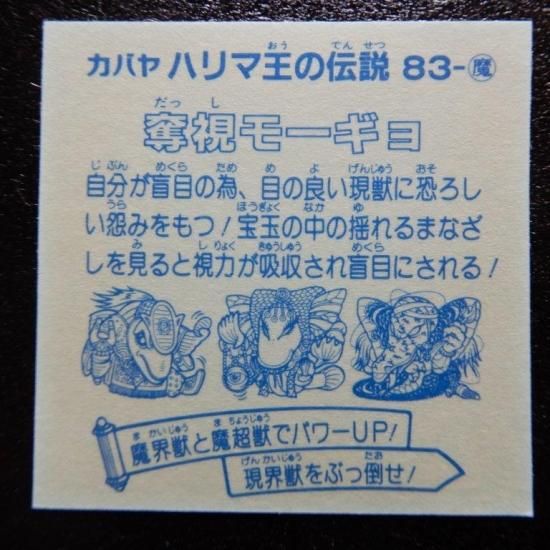 カバヤ ハリマ王の伝説 83-魔
奪視モーギョ
自分が盲目の為、目の良い現獣に恐ろし
い怨みをもつ!宝玉の中の揺れるまなざ
しを見ると視力が吸収され盲目にされる!
魔界獣と魔超獣でパワーUP!
現界獣をぶっ倒せ!